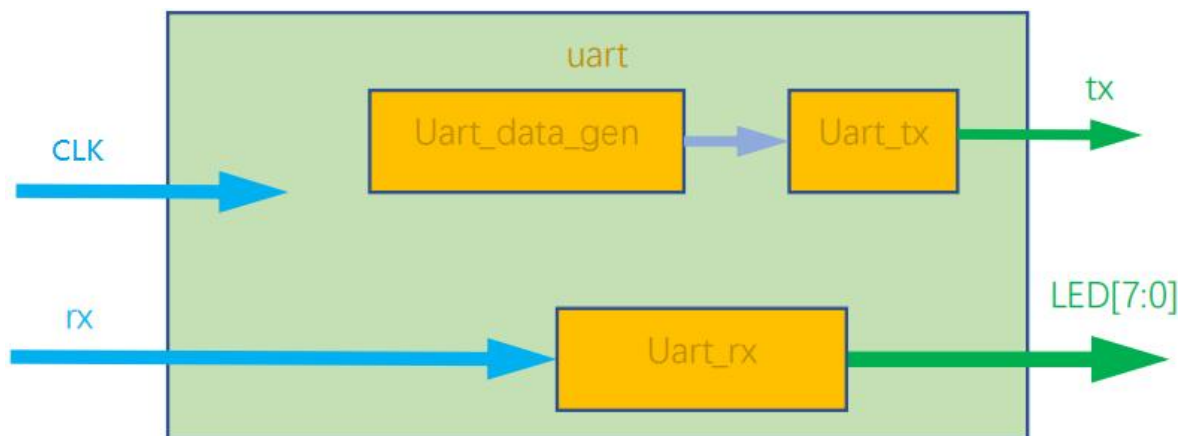 uart
tx
Uart_data_gen
Uart_tx
CLK
LED[7:0]
rx
Uart_rx